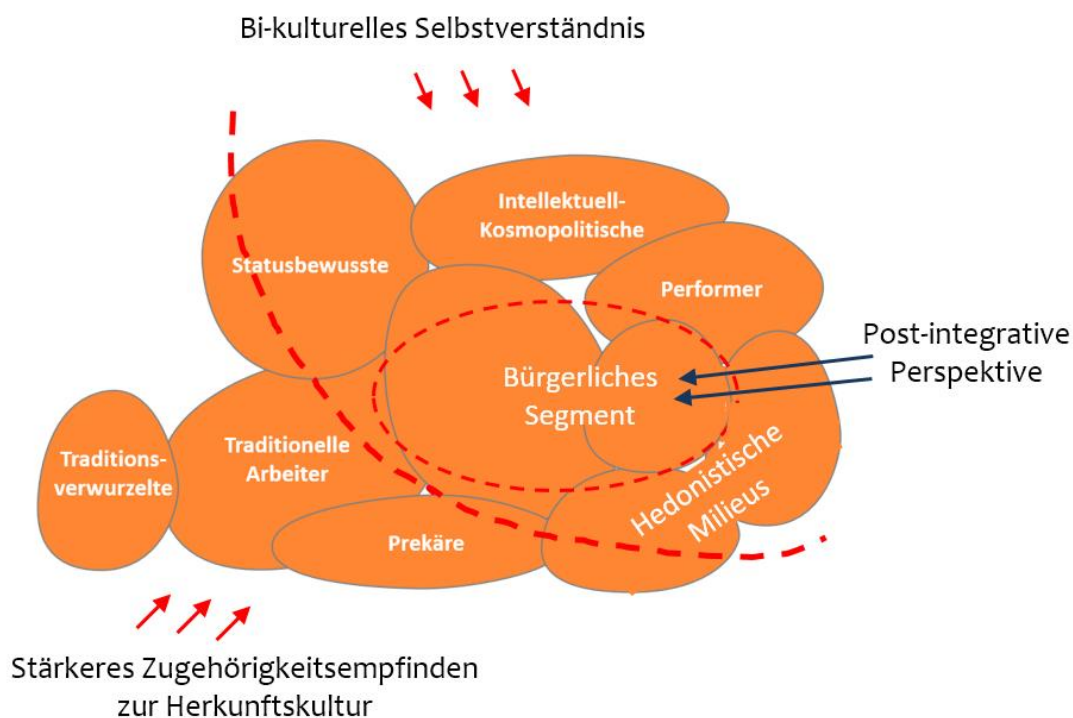 Bi-kulturelles Selbstverständnis
Intellektuell-
Kosmopolitische
Statusbewusste
Performer
Post-integrative
Perspektive
Bürgerliches
Segment
Traditionelle
Arbeiter
Traditions-
verwurzelte
Hedonistische
Milieus
Prekäre
Stärkeres Zugehörigkeitsempfinden
zur Herkunftskultur